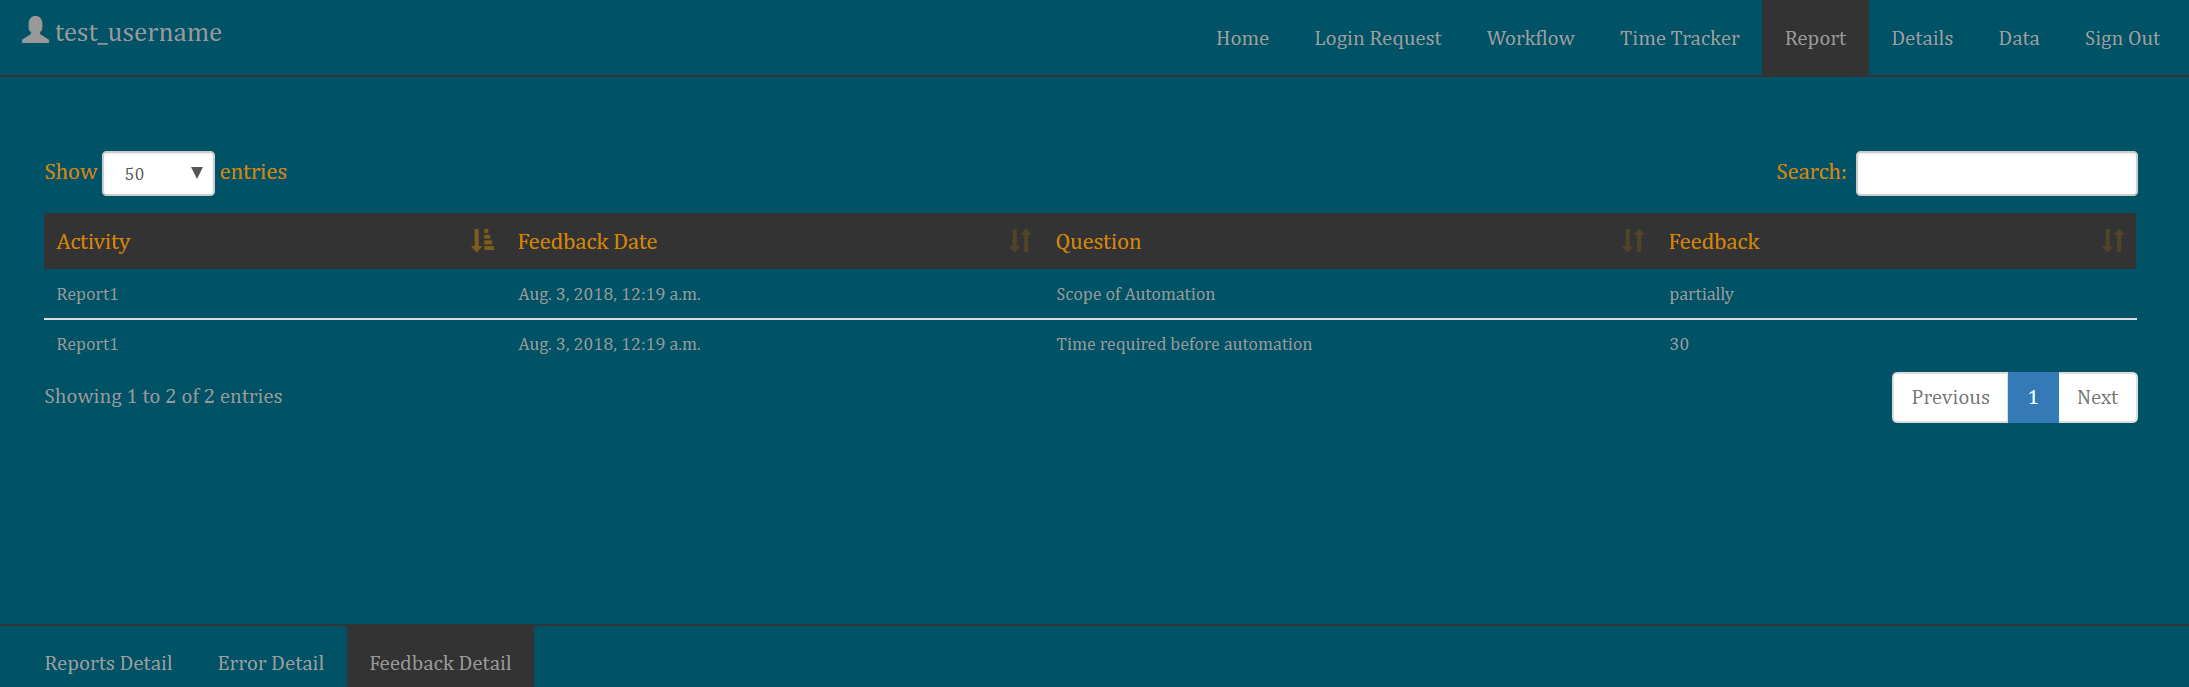 test_username
Home Login Request Workflow Time Tracker Report Details Data Sign Out
Show 50 entries Search:
Activity Feedback Date Question Feedback
Report1 Aug. 3, 2018, 12:19 a.m. Scope of Automation partially
Report1 Aug. 3, 2018, 12:19 a.m. Time required before automation 30
Showing 1 to 2 of 2 entries Previous 1 Next
Reports Detail Error Detail Feedback Detail